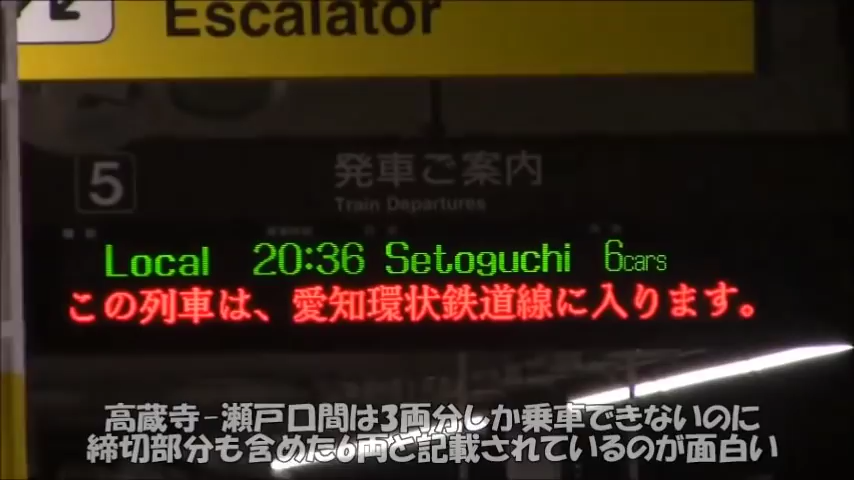 Escalator
5
発車ご案内
Train Departures
Local 20:36 Setoguchi 6cars
この列車は、愛知環状鉄道線に入ります。
高蔵寺-瀬戸口間は3両分しか乗車できないのに
締切部分も含めた6両と記載されているのが面白い